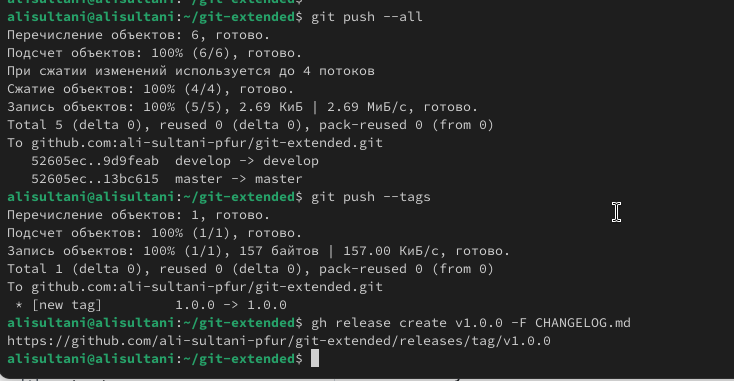 alisultani@alisultani:~/git-extended$ git push --all
Перечисление объектов: 6, готово.
Подсчет объектов: 100% (6/6), готово.
При сжатии изменений используется до 4 потоков
Сжатие объектов: 100% (4/4), готово.
Запись объектов: 100% (5/5), 2.69 КиБ | 2.69 МиБ/с, готово.
Total 5 (delta 0), reused 0 (delta 0), pack-reused 0 (from 0)
To github.com:ali-sultani-pfur/git-extended.git
   52605ec..9d9feab  develop -> develop
   52605ec..13bc615  master -> master
alisultani@alisultani:~/git-extended$ git push --tags
Перечисление объектов: 1, готово.
Подсчет объектов: 100% (1/1), готово.
Запись объектов: 100% (1/1), 157 байтов | 157.00 КиБ/с, готово.
Total 1 (delta 0), reused 0 (delta 0), pack-reused 0 (from 0)
To github.com:ali-sultani-pfur/git-extended.git
 * [new tag]         1.0.0 -> 1.0.0
alisultani@alisultani:~/git-extended$ gh release create v1.0.0 -F CHANGELOG.md
https://github.com/ali-sultani-pfur/git-extended/releases/tag/v1.0.0
alisultani@alisultani:~/git-extended$